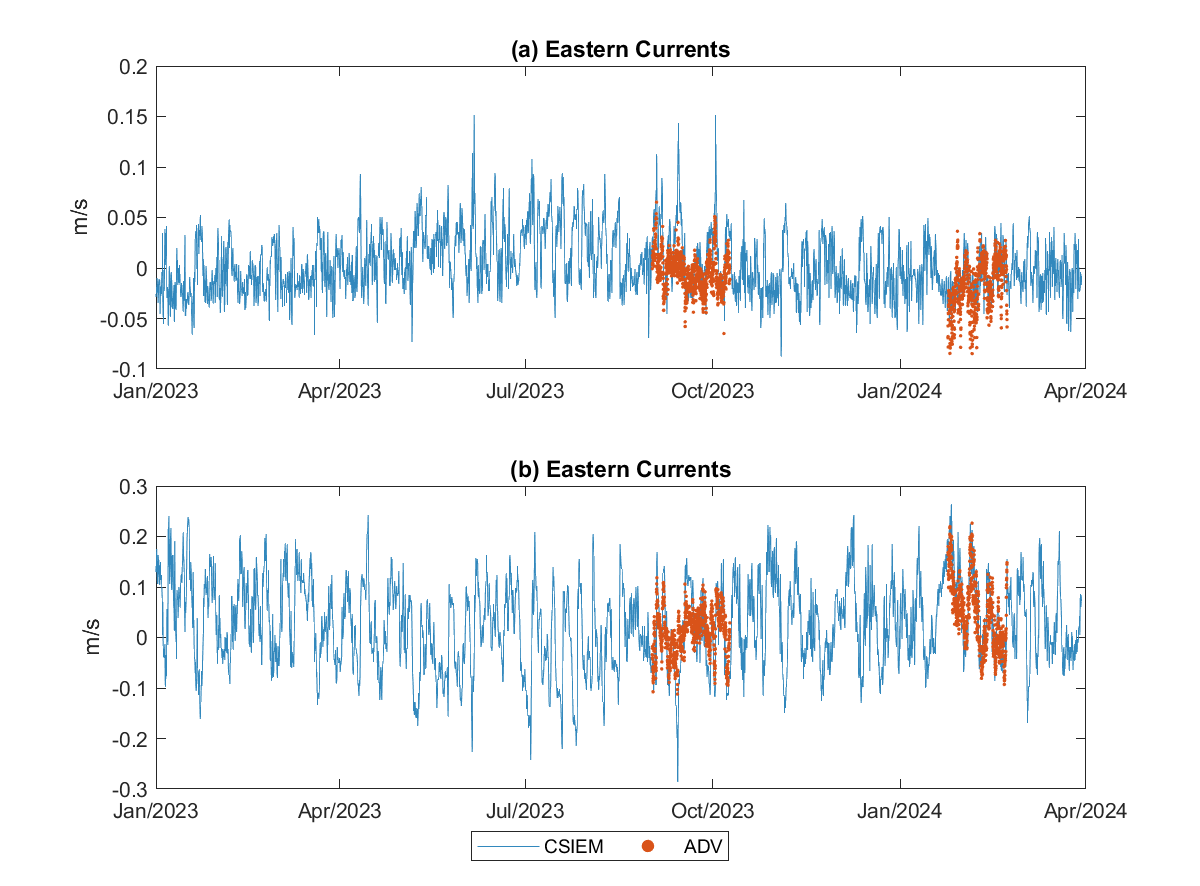 (a) Eastern Currents
0.2
0.15
0.1
0.05
0
-0.05
-0.1
m/s
Jan/2023 Apr/2023 Jul/2023 Oct/2023 Jan/2024 Apr/2024
(b) Eastern Currents
0.3
0.2
0.1
0
-0.1
-0.2
-0.3
m/s
Jan/2023 Apr/2023 Jul/2023 Oct/2023 Jan/2024 Apr/2024
CSIEM ADV